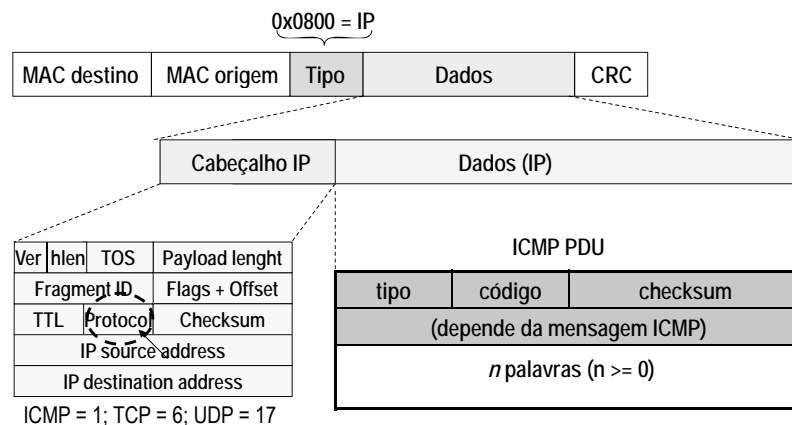 0x0800 = IP
MAC destino MAC origem Tipo Dados CRC
Cabeçalho IP Dados (IP)
Ver hlen TOS Payload lenght
Fragment ID Flags + Offset
TTL Protocol Checksum
IP source address
IP destination address
ICMP = 1; TCP = 6; UDP = 17
ICMP PDU
tipo código checksum
(depende da mensagem ICMP)
n palavras (n >= 0)